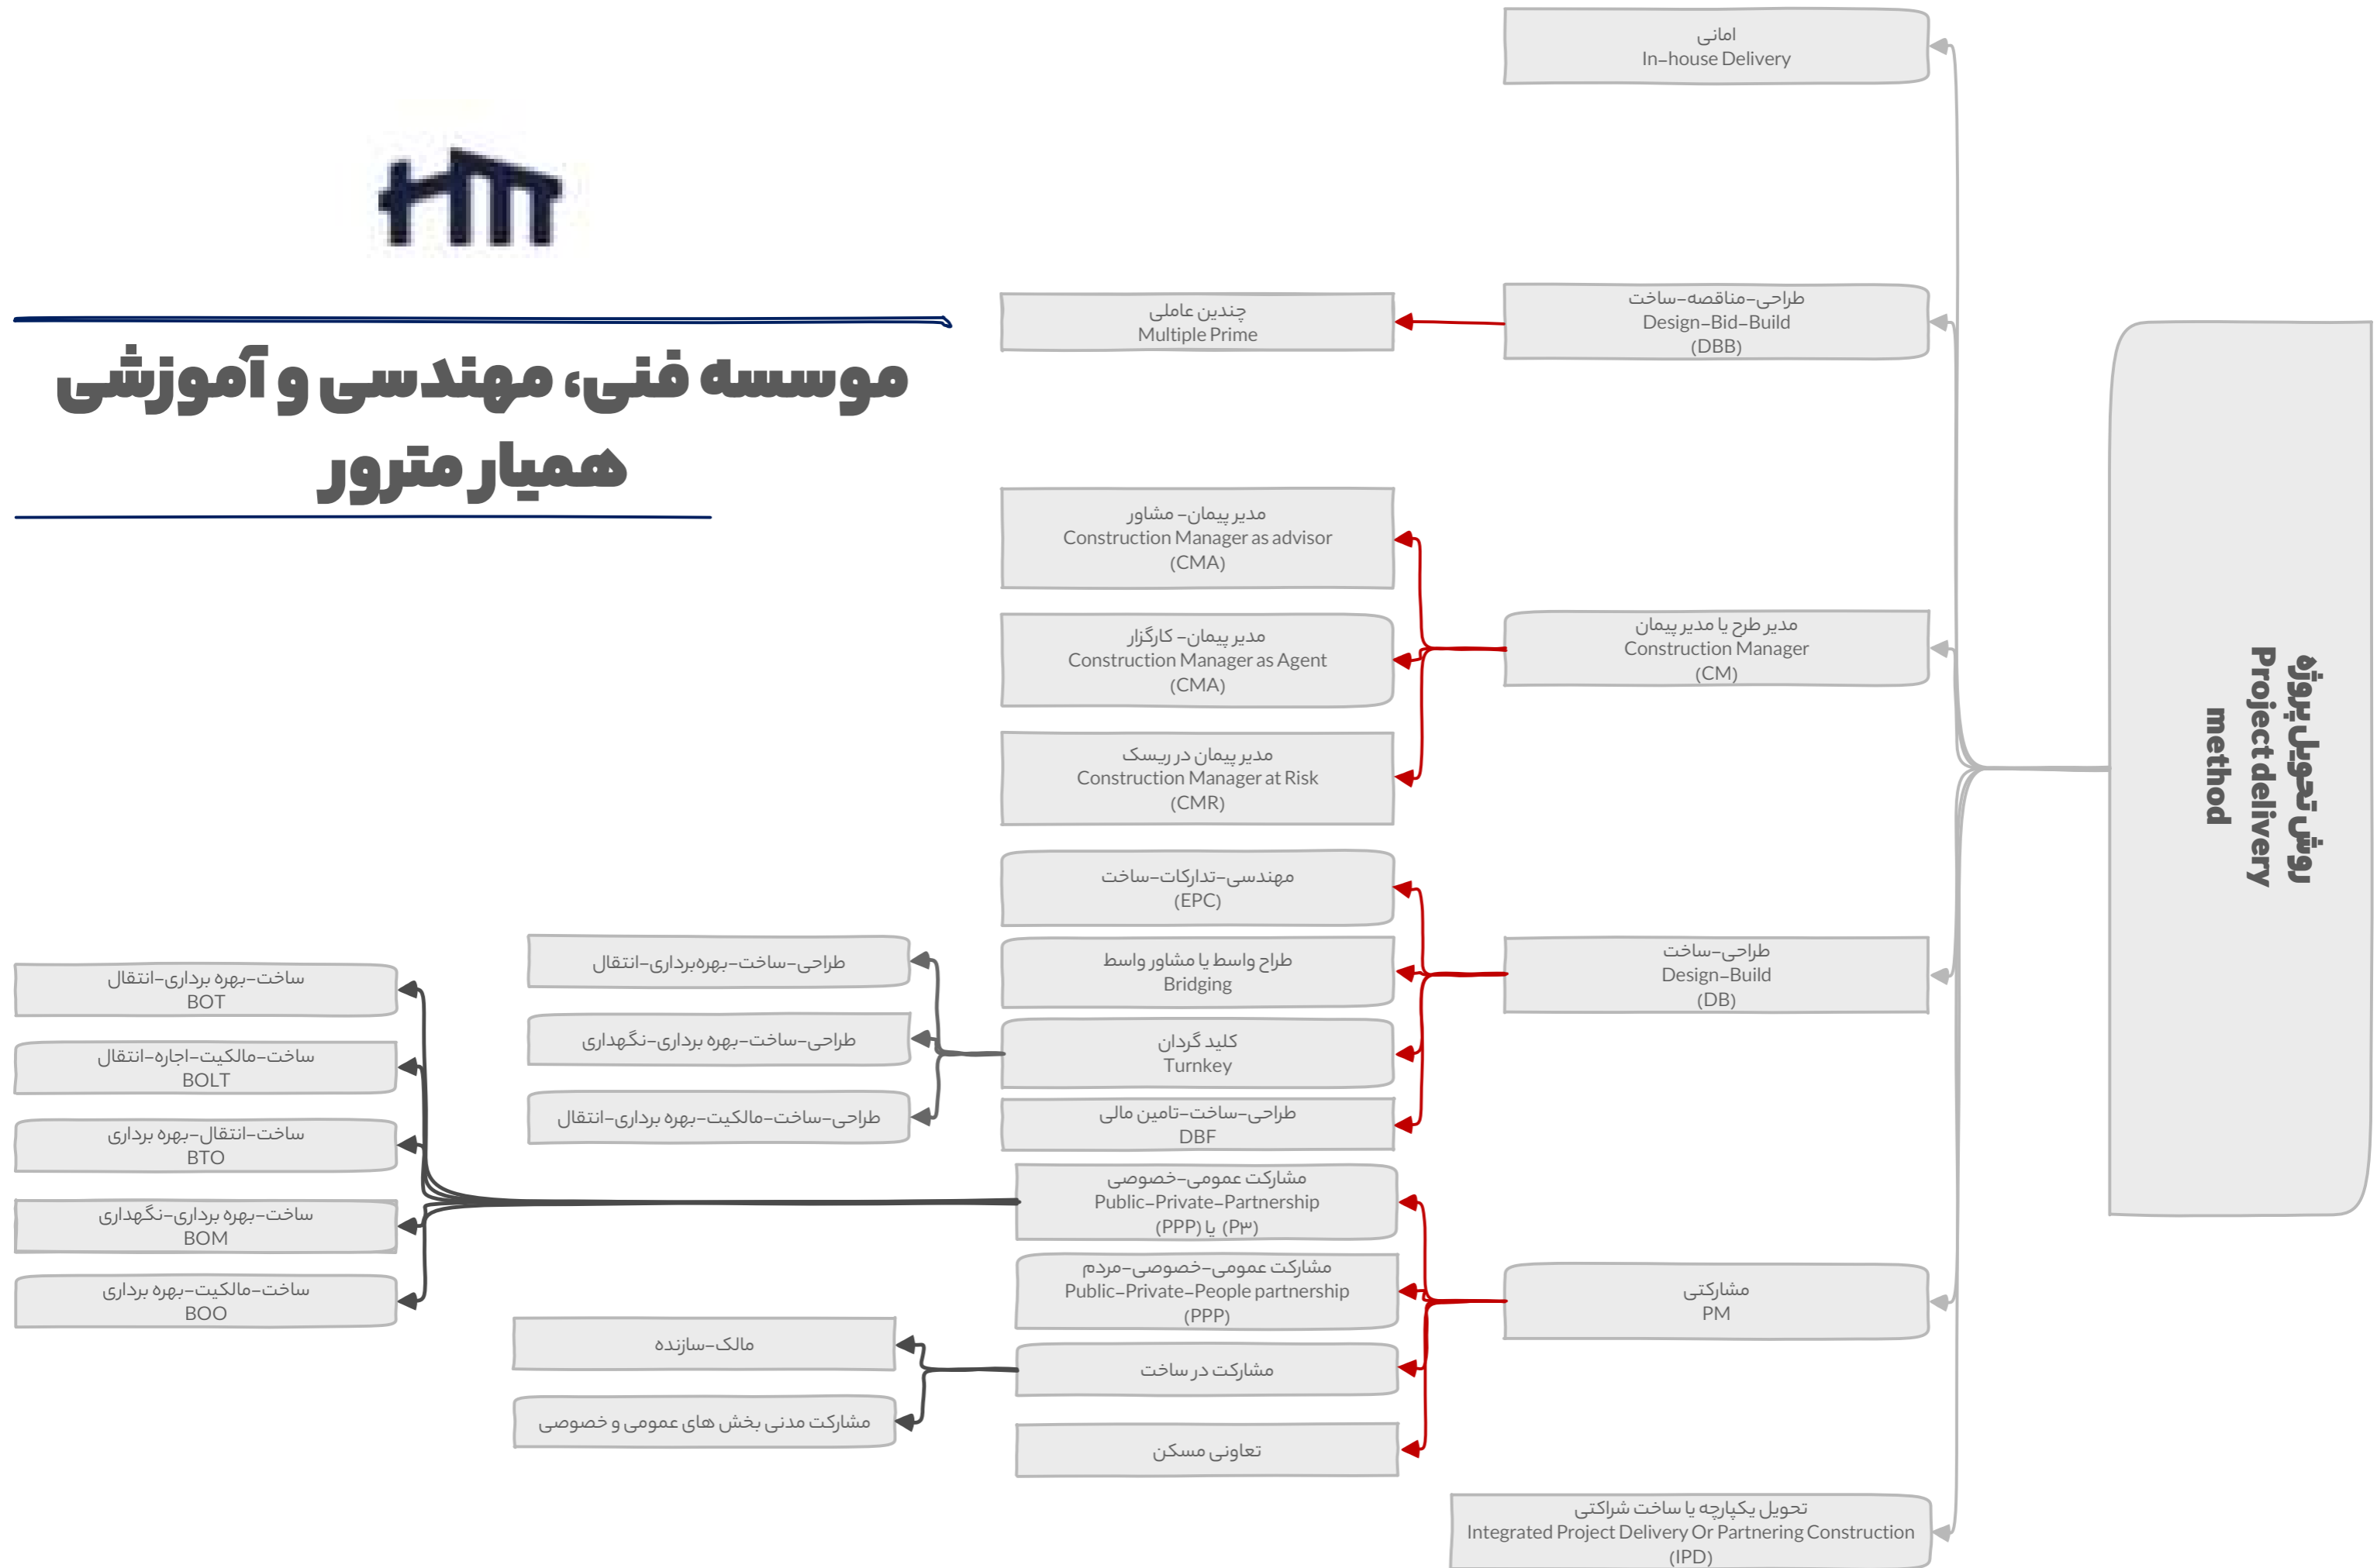 موسسه فنی، مهندسی و آموزشی
همیار مترور
روش تحویل پروژه
Project delivery
method
امانی
In-house Delivery
طراحی-مناقصه-ساخت
Design-Bid-Build
(DBB)
چندین عاملی
Multiple Prime
مدیر طرح یا مدیر پیمان
Construction Manager
(CM)
مدیر پیمان- مشاور
Construction Manager as advisor
(CMA)
مدیر پیمان- کارگزار
Construction Manager as Agent
(CMA)
مدیر پیمان در ریسک
Construction Manager at Risk
(CMR)
طراحی-ساخت
Design-Build
(DB)
مهندسی-تدارکات-ساخت
(EPC)
طراح واسط یا مشاور واسط
Bridging
کلید گردان
Turnkey
طراحی-ساخت-بهره‌برداری-انتقال
طراحی-ساخت-بهره برداری-نگهداری
طراحی-ساخت-مالکیت-بهره برداری-انتقال
طراحی-ساخت-تامین مالی
DBF
مشارکتی
PM
مشارکت عمومی-خصوصی
Public-Private-Partnership
(P۳) یا (PPP)
ساخت-بهره برداری-انتقال
BOT
ساخت-مالکیت-اجاره-انتقال
BOLT
ساخت-انتقال-بهره برداری
BTO
ساخت-بهره برداری-نگهداری
BOM
ساخت-مالکیت-بهره برداری
BOO
مشارکت عمومی-خصوصی-مردم
Public-Private-People partnership
(PPP)
مشارکت در ساخت
مالک-سازنده
مشارکت مدنی بخش های عمومی و خصوصی
تعاونی مسکن
تحویل یکپارچه یا ساخت شراکتی
Integrated Project Delivery Or Partnering Construction
(IPD)